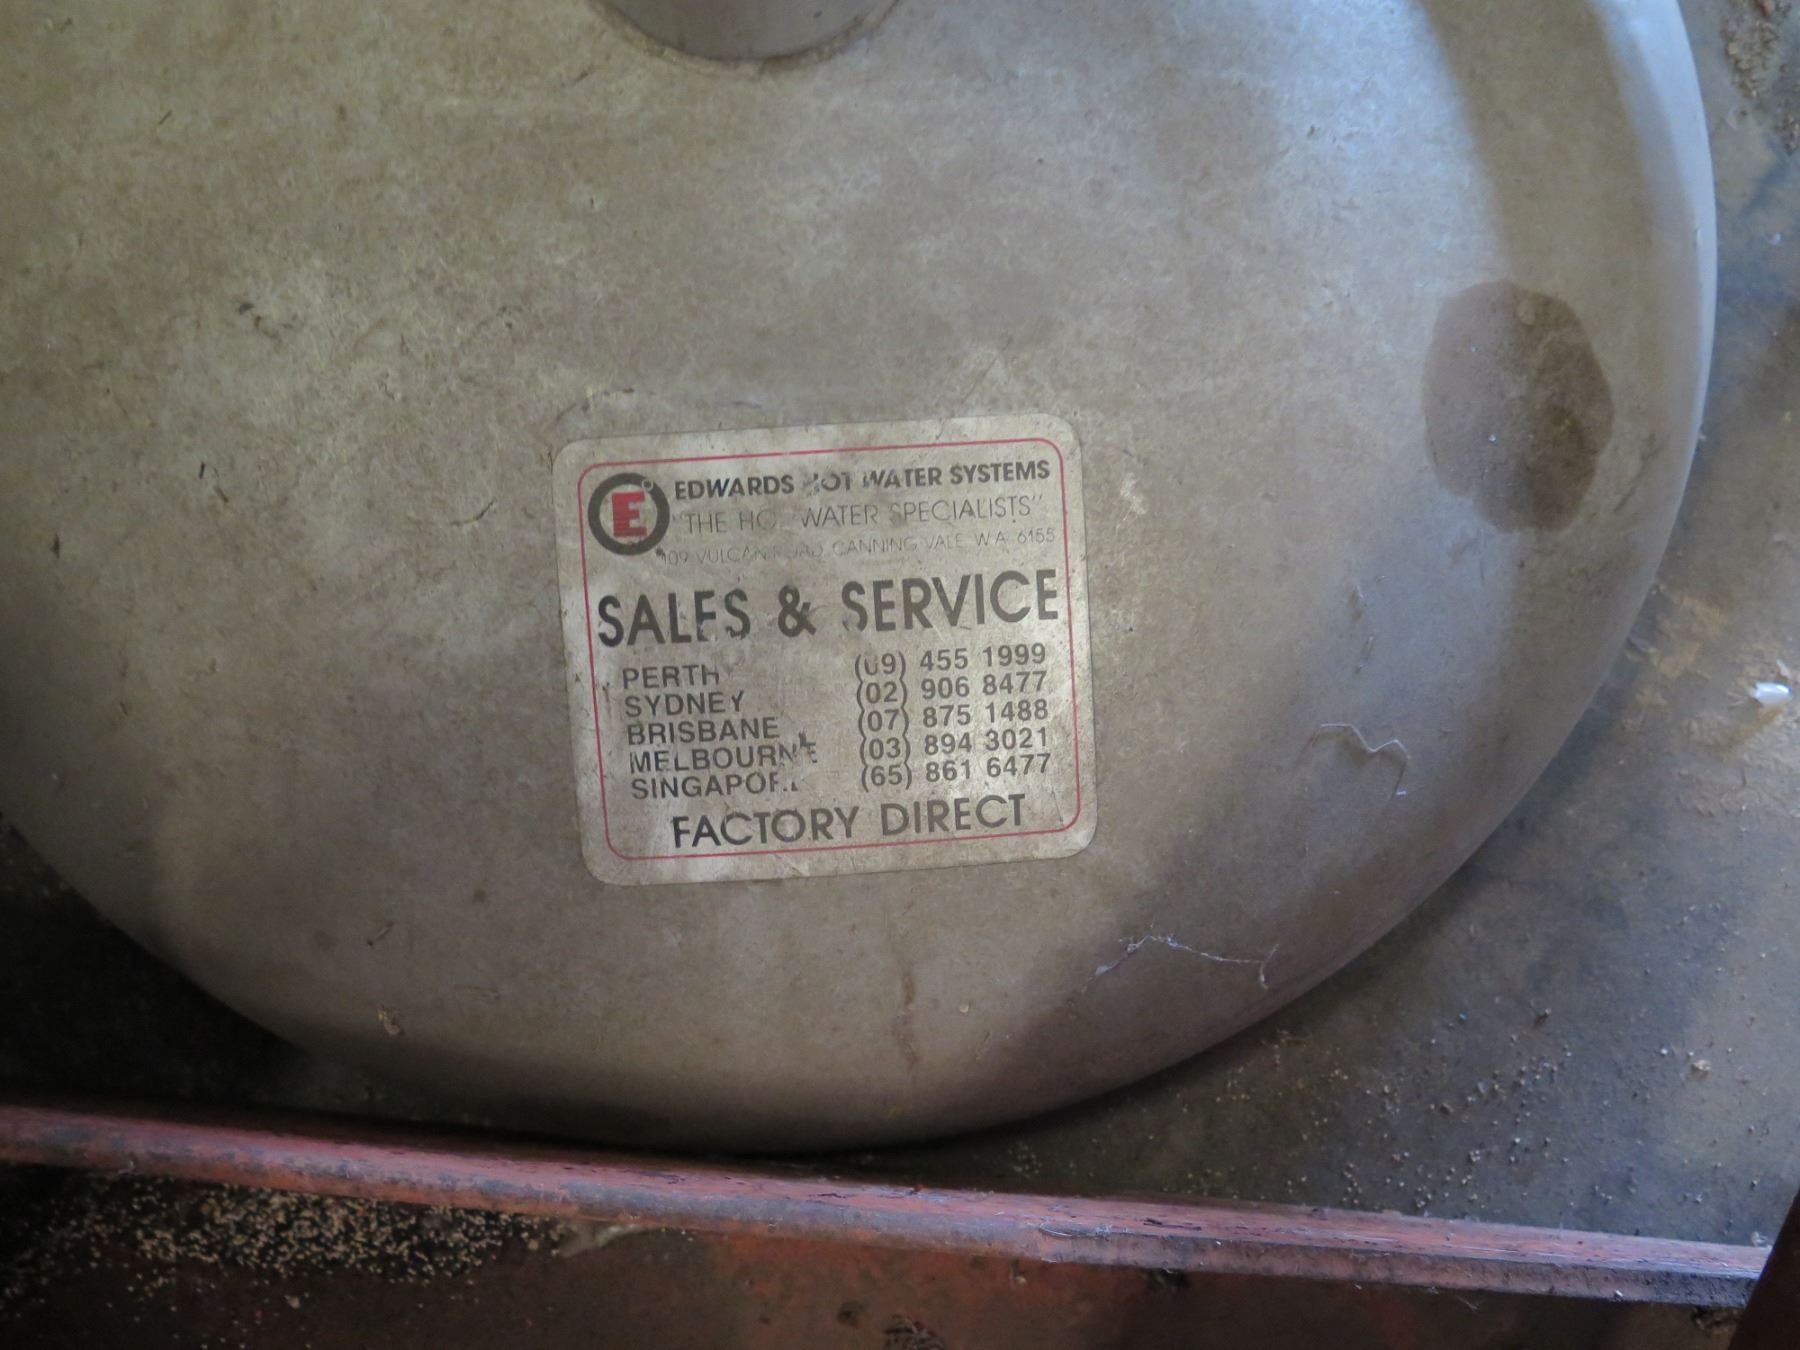 E EDWARDS HOT WATER SYSTEMS
"THE HOT WATER SPECIALISTS"
109 VULCAN ROAD, CANNING VALE W.A. 6155
SALES & SERVICE
PERTH (09) 455 1999
SYDNEY (02) 906 8477
BRISBANE (07) 875 1488
MELBOURNE (03) 894 3021
SINGAPORE (65) 861 6477
FACTORY DIRECT